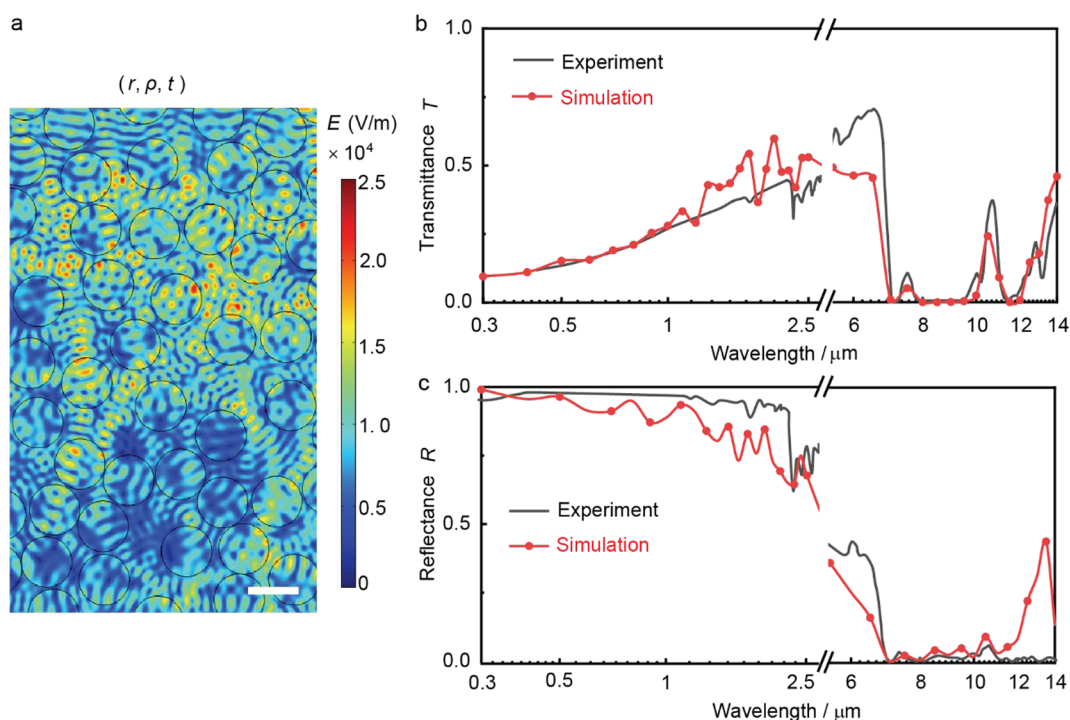 a
(r, ρ, t)
E (V/m)
× 10⁴
2.5
2.0
1.5
1. 0
0.5
0
b
1.0
0.5
0.0
Transmittance T
Experiment
Simulation
0.3 0.5 1 2.5 6 8 10 12 14
Wavelength / μm
c
1.0
0.5
0.0
Reflectance R
Experiment
Simulation
0.3 0.5 1 2.5 6 8 10 12 14
Wavelength / μm